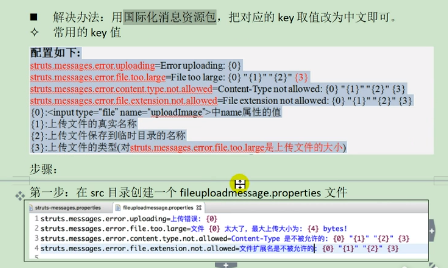 解决办法：用国际化消息资源包，把对应的 key 取值改为中文即可。
常用的 key 值
配置如下:
struts.messages.error.uploading=Error uploading: {0}
struts.messages.error.file.too.large=File too large: {0} "{1}" "{2}" {3}
struts.messages.error.content.type.not.allowed=Content-Type not allowed: {0} "{1}" "{2}" {3}
struts.messages.error.file.extension.not.allowed=File extension not allowed: {0} "{1}" "{2}" {3}
{0}:<input type="file" name="uploadImage">中name属性的值
{1}:上传文件的真实名称
{2}:上传文件保存到临时目录的名称
{3}:上传文件的类型(对struts.messages.error.file.too.large是上传文件的大小)
步骤：
第一步：在 src 目录创建一个 fileuploadmessage.properties 文件
struts-messages.properties fileuploadmessage.properties
1 struts.messages.error.uploading=上传错误: {0}
2 struts.messages.error.file.too.large=文件 {0} 太大了, 最大上传大小为: {4} bytes!
3 struts.messages.error.content.type.not.allowed=Content-Type 是不被允许的: {0} "{1}" "{2}" {3}
4 struts.messages.error.file.extension.not.allowed=文件扩展名是不被允许的: {0} "{1}" "{2}" {3}